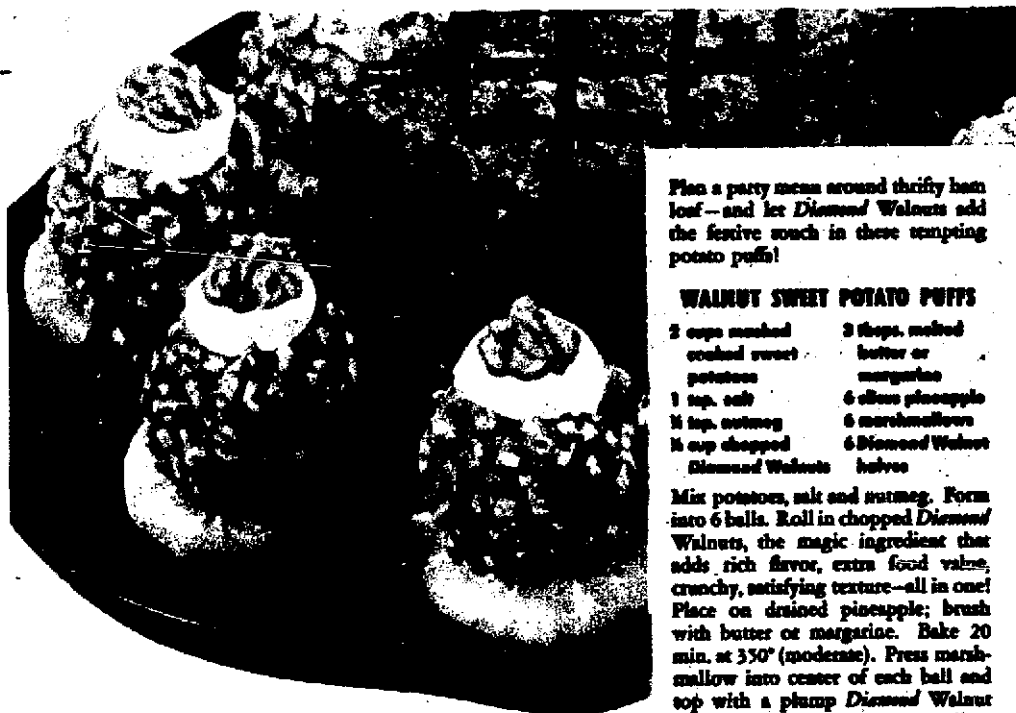 Plan a party menu around thrifty ham
loaf — and let Diamond Walnuts add
the festive touch in these tempting
potato puffs!
WALNUT SWEET POTATO PUFFS
2 cups mashed
cooked sweet
potatoes
1 tsp. salt
¼ tsp. nutmeg
cup chopped
Diamond Walnuts
tbsps. melted
butter or
margarine
6 slices pineapple
6 marshmallows
6 Diamond Walnut
halves
Mix potatoes, salt and nutmeg. Form
into 6 balls. Roll in chopped Diamond
Walnuts, the magic ingredient that
adds rich flavor, extra food value,
crunchy, satisfying texture—all in one!
Place on drained pineapple; brush
with butter or margarine. Bake 20
min. at 350° (moderate). Press marsh-
mallow into center of each ball and
top with a plump Diamond Walnut